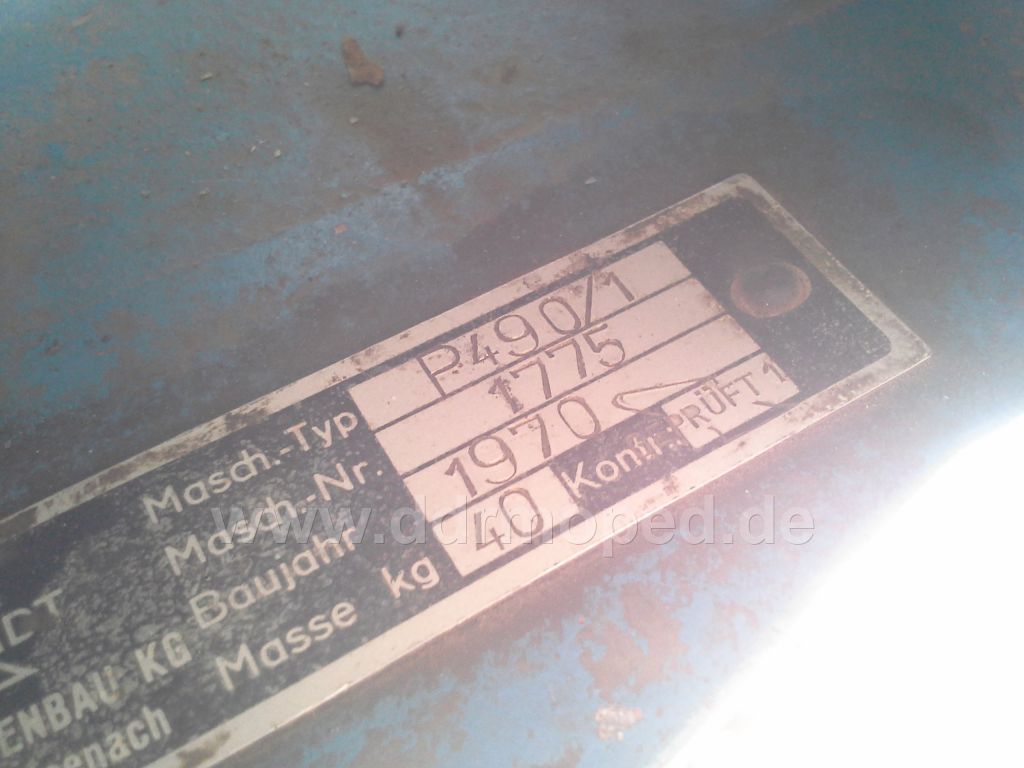 Masch.-Typ P490/1
Masch.-Nr. 1775
Baujahr 1970
Masse kg 40 Kontr. PRÜFT 1
ENBAU KG
www.ddrmoped.de